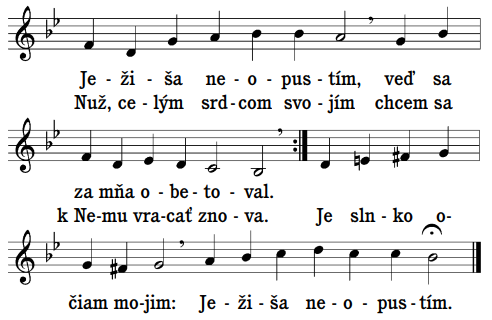 Je - ži - ša ne - o - pus - tím, veď sa
Nuž, ce - lým srd - com svo - jím chcem sa
za mňa o - be - to - val.
k Ne - mu vra - cať zno - va. Je sln - ko o-
čiam mo - jim: Je - ži - ša ne - o - pus - tím.